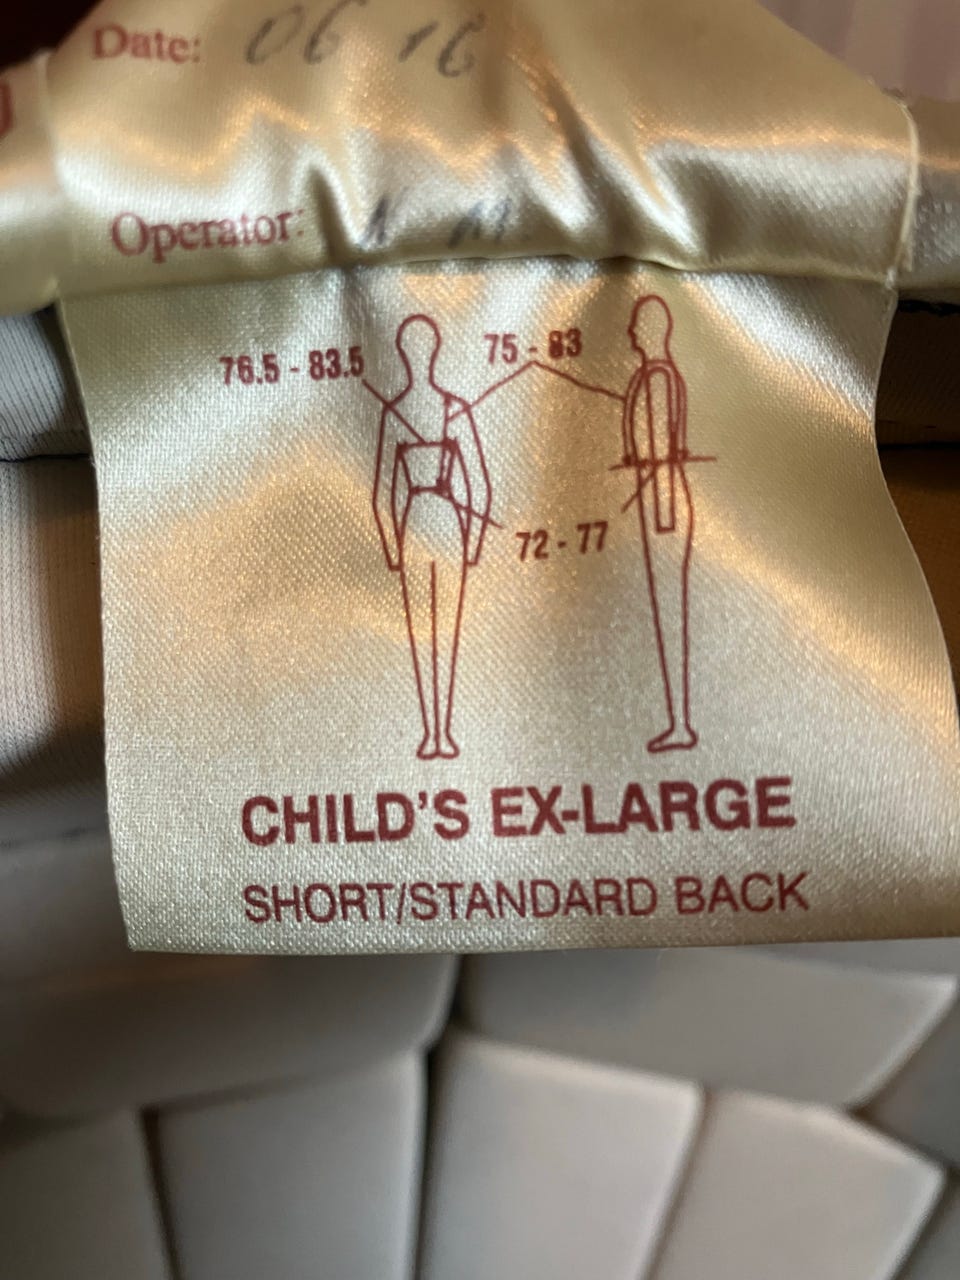 Date: 06 16
Operator: N M.
76.5 - 83.5
75 - 83
72 - 77
CHILD'S EX-LARGE
SHORT/STANDARD BACK